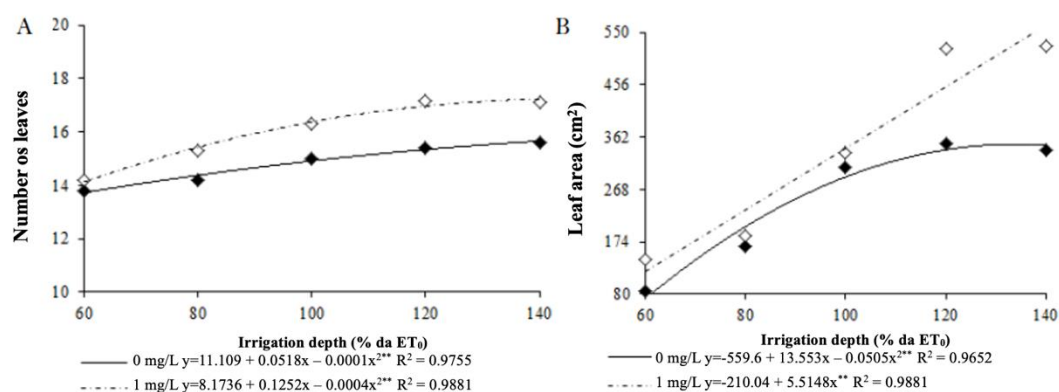 A
Number os leaves
20
18
16
14
12
10
60 80 100 120 140
Irrigation depth (% da ET₀)
0 mg/L y=11.109 + 0.0518x – 0.0001x²** R² = 0.9755
1 mg/L y=8.1736 + 0.1252x – 0.0004x²** R² = 0.9881
B
Leaf area (cm²)
550
456
362
268
174
80
60 80 100 120 140
Irrigation depth (% da ET₀)
0 mg/L y=-559.6 + 13.553x – 0.0505x²** R² = 0.9652
1 mg/L y=-210.04 + 5.5148x** R² = 0.9881